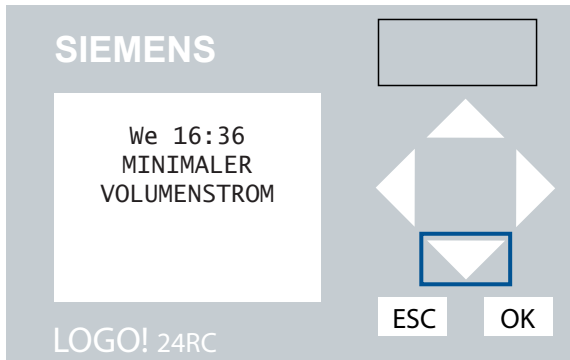 SIEMENS
We 16:36
MINIMALER
VOLUMENSTROM
ESC OK
LOGO! 24RC